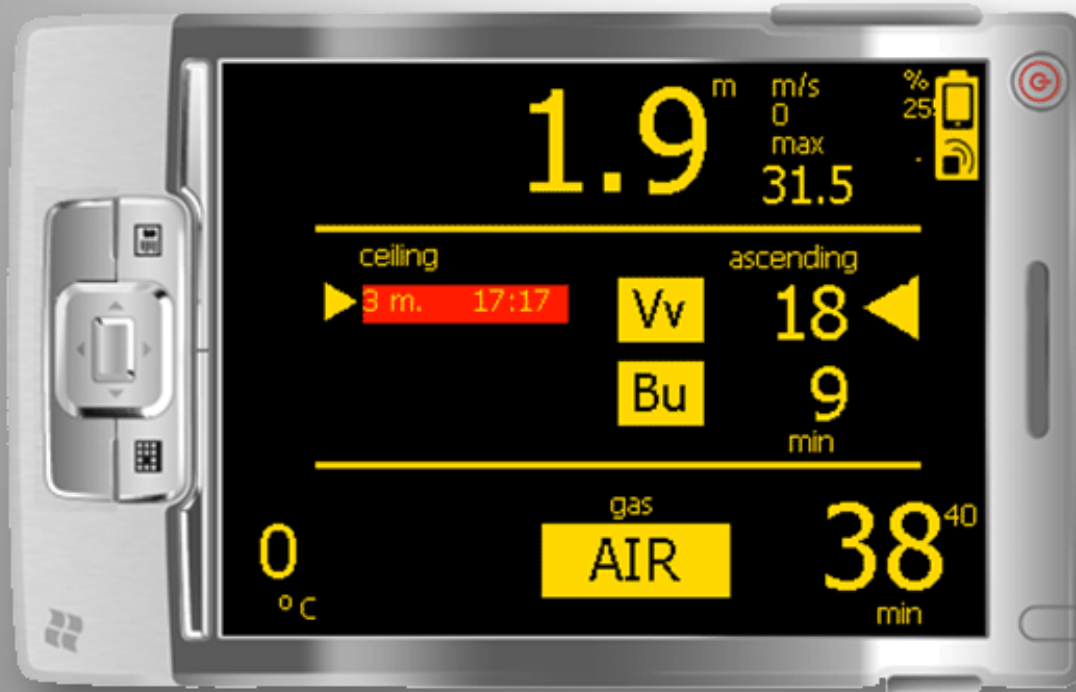 1.9 m
m/s
0
max
31.5
%
ceiling
3 m. 17:17
ascending
Vv 18
Bu 9
min
0
° C
gas
AIR
38 40
min